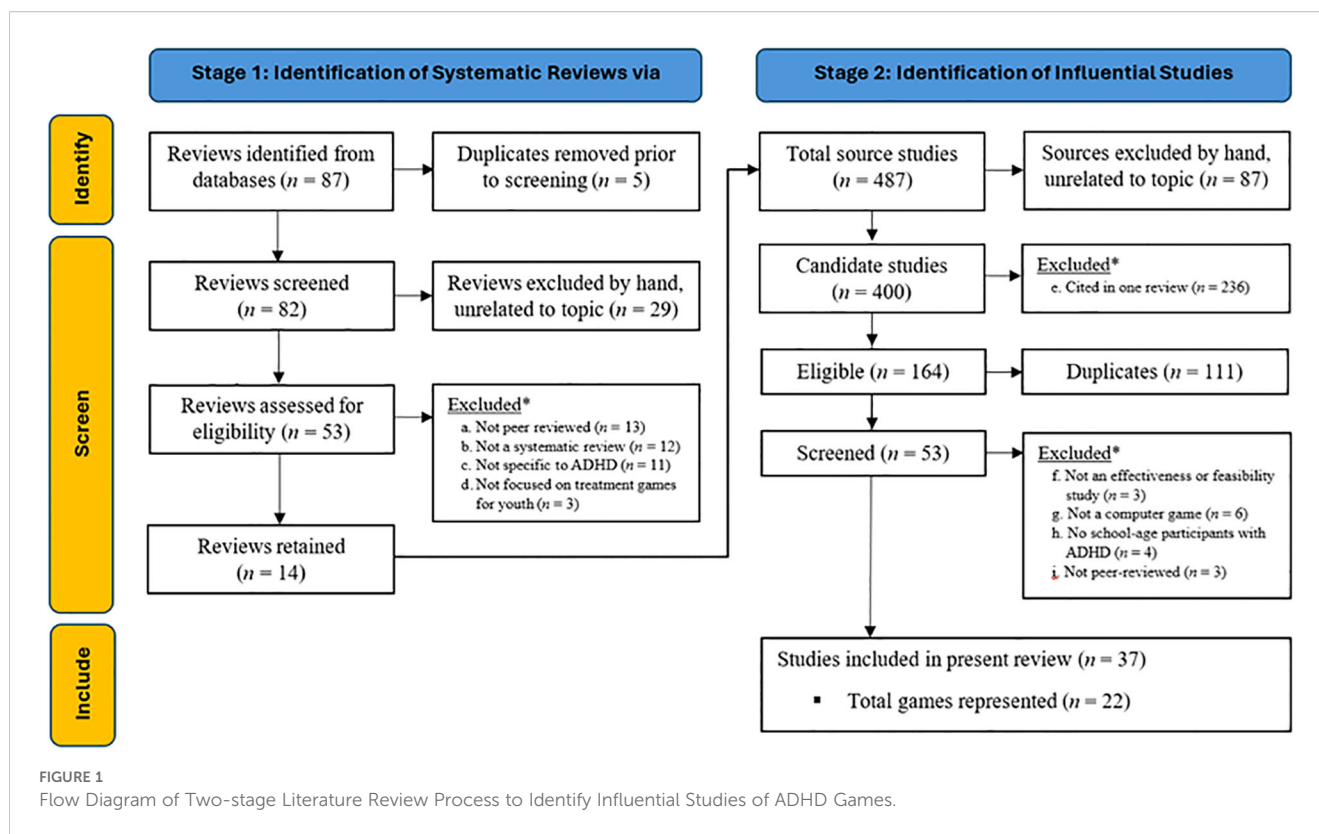 Stage 1: Identification of Systematic Reviews via
Stage 2: Identification of Influential Studies
Identify
Reviews identified from
databases (n = 87)
Duplicates removed prior
to screening (n = 5)
Total source studies
(n = 487)
Sources excluded by hand,
unrelated to topic (n = 87)
Screen
Reviews screened
(n = 82)
Reviews excluded by hand,
unrelated to topic (n = 29)
Candidate studies
(n = 400)
Excluded*
e. Cited in one review (n = 236)
Reviews assessed for
eligibility (n = 53)
Excluded*
a. Not peer reviewed (n = 13)
b. Not a systematic review (n = 12)
c. Not specific to ADHD (n = 11)
d. Not focused on treatment games
for youth (n = 3)
Eligible (n = 164)
Duplicates (n = 111)
Screened (n = 53)
Excluded*
f. Not an effectiveness or feasibility
study (n = 3)
g. Not a computer game (n = 6)
h. No school-age participants with
ADHD (n = 4)
i. Not peer-reviewed (n = 3)
Reviews retained
(n = 14)
Include
Studies included in present review (n = 37)
▪ Total games represented (n = 22)
FIGURE 1
Flow Diagram of Two-stage Literature Review Process to Identify Influential Studies of ADHD Games.